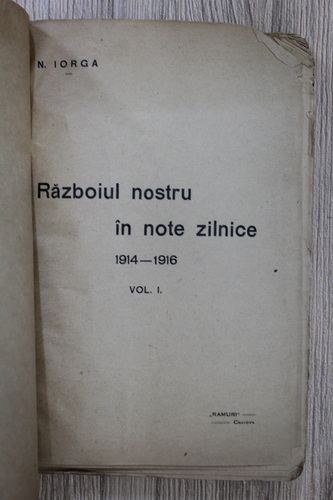 N. IORGA
Războiul nostru
în note zilnice
1914—1916
VOL. I.
„RAMURI"
Craiova